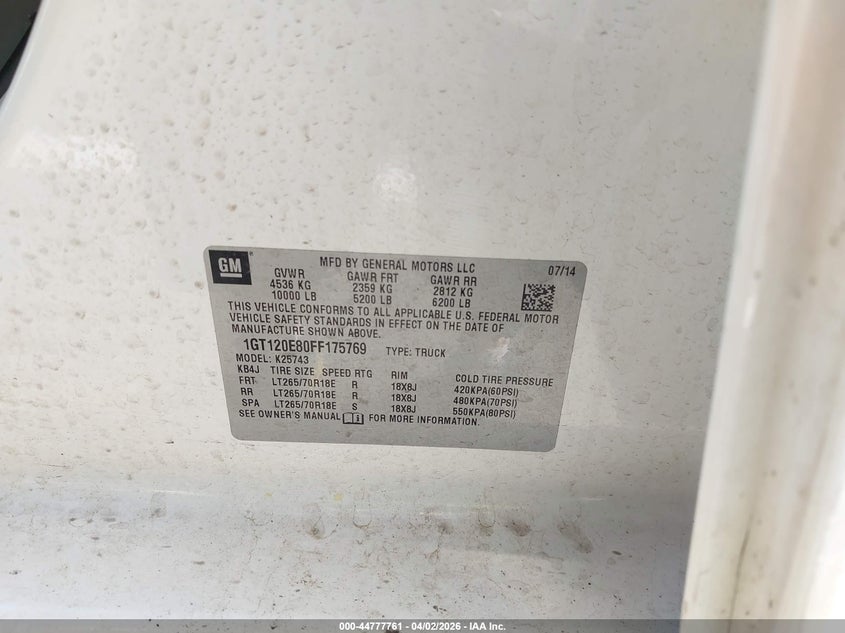 GM
MFD BY GENERAL MOTORS LLC 07/14
GVWR GAWR FRT GAWR RR
4536 KG 2359 KG 2812 KG
10000 LB 5200 LB 6200 LB
THIS VEHICLE CONFORMS TO ALL APPLICABLE U.S. FEDERAL MOTOR
VEHICLE SAFETY STANDARDS IN EFFECT ON THE DATE OF
MANUFACTURE SHOWN ABOVE.
1GT120E80FF175769 TYPE: TRUCK
MODEL: K25743
KB4J TIRE SIZE SPEED RTG RIM COLD TIRE PRESSURE
FRT LT265/70R18E R 18X8J 420KPA(60PSI)
RR LT265/70R18E R 18X8J 480KPA(70PSI)
SPA LT265/70R18E S 18X8J 550KPA(80PSI)
SEE OWNER'S MANUAL FOR MORE INFORMATION.
000-44777761 | 04/02/2026 | IAA Inc.